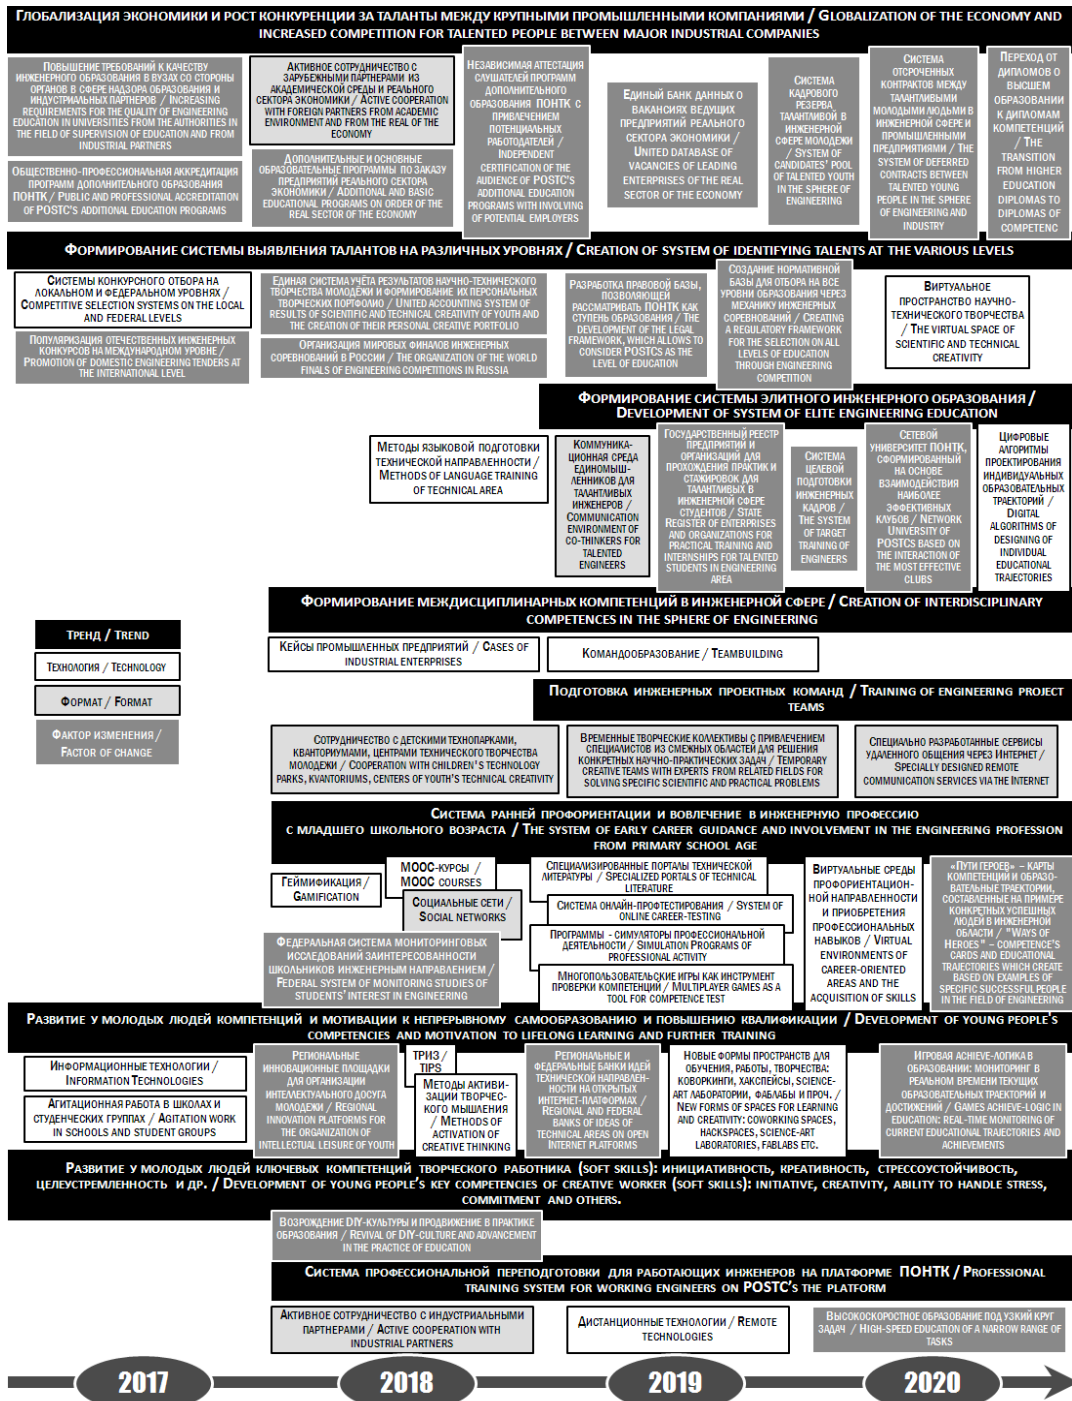 Глобализация экономики и рост конкуренции за таланты между крупными промышленными компаниями / Globalization of the economy and
increased competition for talented people between major industrial companies
Повышение требований к качеству
инженерного образования в вузах со стороны
органов в сфере надзора образования и
индустриальных партнеров / Increasing
requirements for the quality of engineering
education in universities from the authorities in
the field of supervision of education and from
industrial partners
Общественно-профессиональная аккредитация
программ дополнительного образования
ПОНТК / Public and professional accreditation
of POSTC's additional education programs
Активное сотрудничество с
зарубежными партнерами из
академической среды и реального
сектора экономики / Active cooperation
with foreign partners from academic
environment and from the real of the
economy
Дополнительные и основные
образовательные программы по заказу
предприятий реального сектора
экономики / Additional and basic
educational programs on order of the
real sector of the economy
Независимая аттестация
слушателей программ
дополнительного
образования ПОНТК с
привлечением
потенциальных
работодателей /
Independent
certification of the
audience of POSTC's
additional education
programs with involving
of potential employers
Единый банк данных о
вакансиях ведущих
предприятий реального
сектора экономики /
United database of
vacancies of leading
enterprises of the real
sector of the economy
Система
кадрового
резерва
талантливой в
инженерной
сфере молодежи
/ System of
candidates' pool
of talented youth
in the sphere of
engineering
Система
отсроченных
контрактов между
талантливыми
молодыми людьми в
инженерной сфере и
промышленными
предприятиями / The
system of deferred
contracts between
talented young
people in the sphere
of engineering and
industry
Переход от
дипломов о
высшем
образовании
к дипломам
компетенций
/ The
transition
from higher
education
diplomas to
diplomas of
competenc
Формирование системы выявления талантов на различных уровнях / Creation of system of identifying talents at the various levels
Системы конкурсного отбора на
локальном и федеральном уровнях /
Competitive selection systems on the local
and federal levels
Популяризация отечественных инженерных
конкурсов на международном уровне /
Promotion of domestic engineering tenders at
the international level
Единая система учёта результатов научно-технического
творчества молодежи и формирование их персональных
творческих портфолио / United accounting system of
results of scientific and technical creativity of youth and
the creation of their personal creative portfolio
Организация мировых финалов инженерных
соревнований в России / The organization of the world
finals of engineering competitions in Russia
Разработка правовой базы,
позволяющей
рассматривать ПОНТК как
ступень образования / The
development of the legal
framework, which allows to
consider POSTCs as the
level of education
Создание нормативной
базы для отбора на все
уровни образования через
механику инженерных
соревнований / Creating
a regulatory framework
for the selection on all
levels of education
through engineering
competition
Виртуальное
пространство научно-
технического творчества
/ The virtual space of
scientific and technical
creativity
Формирование системы элитного инженерного образования /
Development of system of elite engineering education
Методы языковой подготовки
технической направленности /
Methods of language training
of technical area
Коммуника-
ционная среда
единомыш-
ленников для
талантливых
инженеров /
Communication
environment of
co-thinkers for
talented
engineers
Государственный реестр
предприятий и
организаций для
прохождения практик и
стажировок для
талантливых в
инженерной сфере
студентов / State
Register of enterprises
and organizations for
practical training and
internships for talented
students in engineering
area
Система
целевой
подготовки
инженерных
кадров /
The system
of target
training of
engineers
Сетевой
университет ПОНТК,
сформированный
на основе
взаимодействия
наиболее
эффективных
клубов / Network
University of
POSTCs based on
the interaction of
the most effective
clubs
Цифровые
алгоритмы
проектирования
индивидуальных
образовательных
траекторий /
Digital
algorithms of
designing of
individual
educational
trajectories
Формирование междисциплинарных компетенций в инженерной сфере / Creation of interdisciplinary
competences in the sphere of engineering
Тренд / Trend
Технология / Technology
Формат / Format
Фактор изменения /
Factor of change
Кейсы промышленных предприятий / Cases of
industrial enterprises
Командообразование / Teambuilding
Подготовка инженерных проектных команд / Training of engineering project
teams
Сотрудничество с детскими технопарками,
кванториумами, центрами технического творчества
молодежи / Cooperation with children's technology
parks, kvantoriums, centers of youth's technical creativity
Временные творческие коллективы с привлечением
специалистов из смежных областей для решения
конкретных научно-практических задач / Temporary
creative teams with experts from related fields for
solving specific scientific and practical problems
Специально разработанные сервисы
удаленного общения через Интернет /
Specially designed remote
communication services via the Internet
Система ранней профориентации и вовлечение в инженерную профессию
с младшего школьного возраста / The system of early career guidance and involvement in the engineering profession
from primary school age
Геймификация /
Gamification
МООС-курсы /
MOOC courses
Социальные сети /
Social networks
Федеральная система мониторинговых
исследований заинтересованности
школьников инженерным направлением /
Federal system of monitoring studies of
students' interest in engineering
Специализированные порталы технической
литературы / Specialized portals of technical
literature
Система онлайн-профтестирования / System of
online career-testing
Программы - симуляторы профессиональной
деятельности / Simulation Programs of
professional activity
Многопользовательские игры как инструмент
проверки компетенций / Multiplayer games as a
tool for competence test
Виртуальные среды
профориентацион-
ной направленности
и приобретения
профессиональных
навыков / Virtual
environments of
career-oriented
areas and the
acquisition of skills
«Пути героев» – карты
компетенций и образо-
вательные траектории,
составленные на примере
конкретных успешных
людей в инженерной
области / "Ways of
Heroes" – competence's
cards and educational
trajectories which create
based on examples of
specific successful people
in the field of engineering
Развитие у молодых людей компетенций и мотивации к непрерывному самообразованию и повышению квалификации / Development of young people's
competencies and motivation to lifelong learning and further training
Информационные технологии /
Information Technologies
Агитационная работа в школах и
студенческих группах / Agitation work
in schools and student groups
Региональные
инновационные площадки
для организации
интеллектуального досуга
молодежи / Regional
innovation platforms for
the organization of
intellectual leisure of youth
ТРИЗ /
TIPS
Методы активи-
зации творчес-
кого мышления
/ Methods of
activation of
creative thinking
Региональные и
федеральные банки идей
технической направлен-
ности на открытых
интернет-платформах /
Regional and federal
banks of ideas of
technical areas on open
Internet platforms
Новые формы пространств для
обучения, работы, творчества:
коворкинги, хакспейсы, science-
art лаборатории, фаблабы и проч. /
New forms of spaces for learning
and creativity: coworking spaces,
hackspaces, science-art
laboratories, fablabs etc.
Игровая achieve-логика в
образовании: мониторинг в
реальном времени текущих
образовательных траекторий и
достижений / Games achieve-logic in
education: real-time monitoring of
current educational trajectories and
achievements
Развитие у молодых людей ключевых компетенций творческого работника (soft skills): инициативность, креативность, стрессоустойчивость,
целеустремленность и др. / Development of young people's key competencies of creative worker (soft skills): initiative, creativity, ability to handle stress,
commitment and others.
Возрождение DIY-культуры и продвижение в практике
образования / Revival of DIY-culture and advancement
in the practice of education
Система профессиональной переподготовки для работающих инженеров на платформе ПОНТК / Professional
training system for working engineers on POSTC's the platform
Активное сотрудничество с индустриальными
партнерами / Active cooperation with
industrial partners
Дистанционные технологии / Remote
technologies
Высокоскоростное образование под узкий круг
задач / High-speed education of a narrow range of
tasks
2017
2018
2019
2020